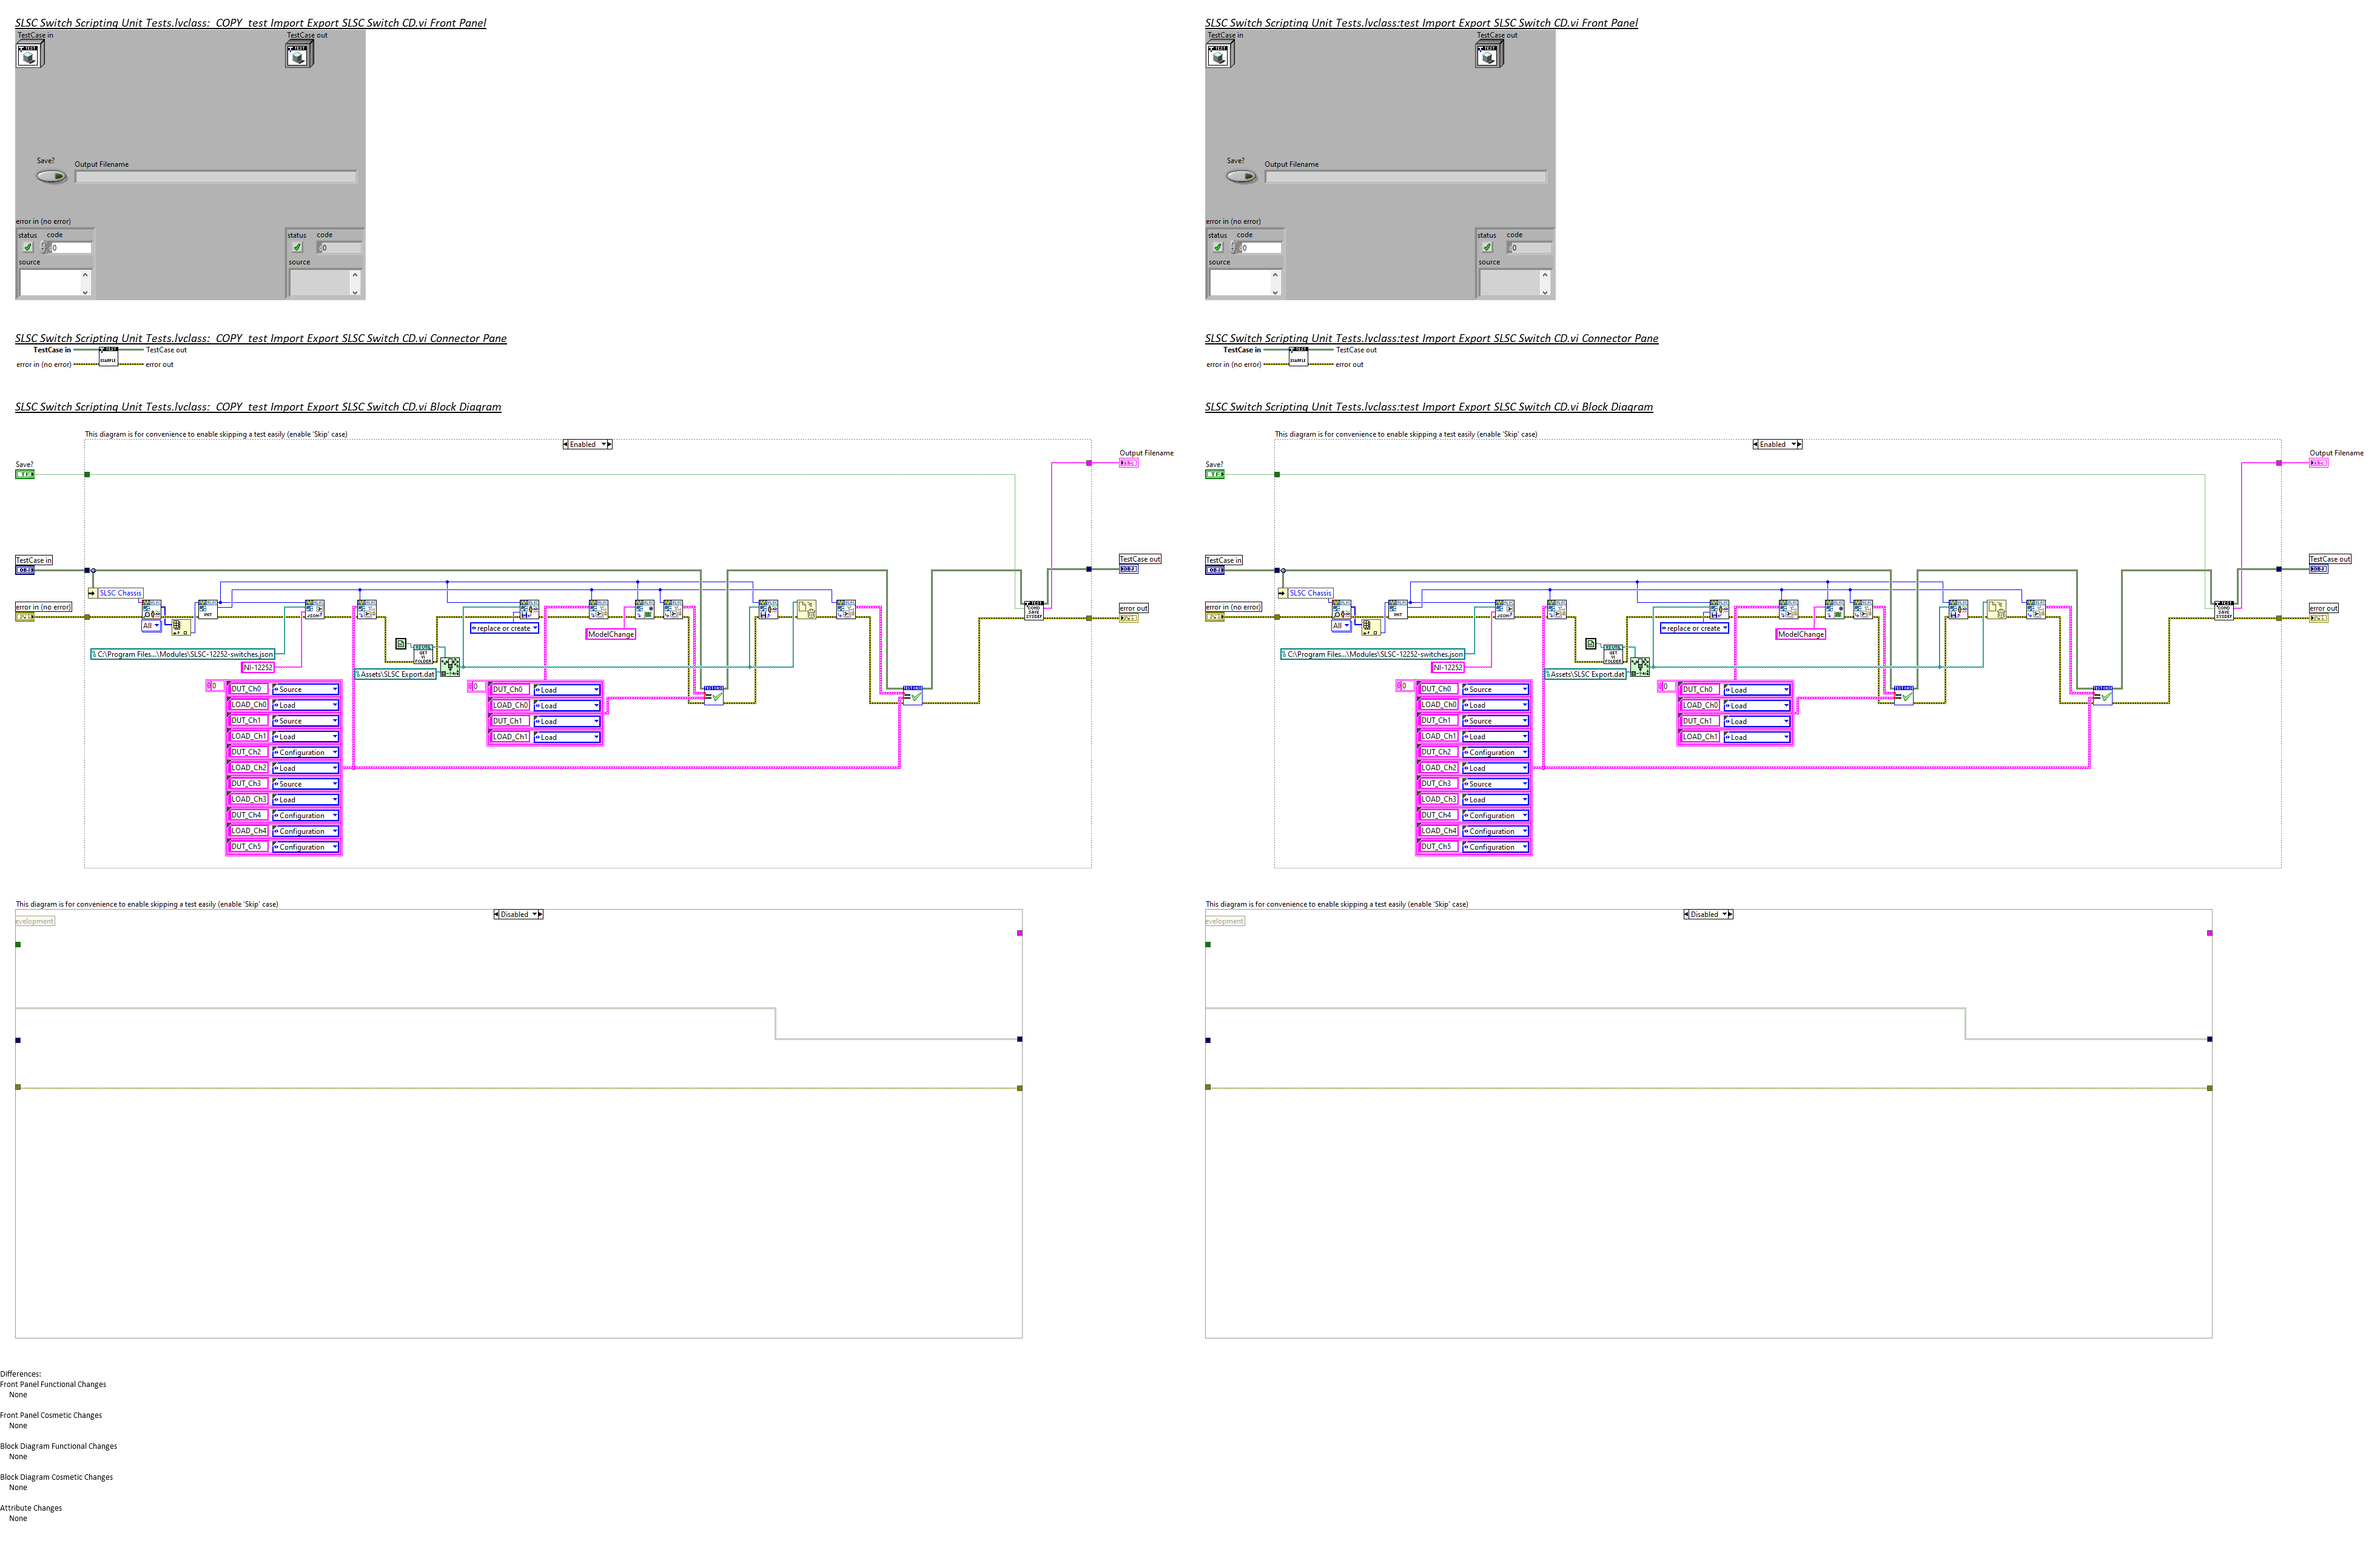 SLSC Switch Scripting Unit Tests.lvclass:_COPY_test Import Export SLSC Switch CD.vi Front Panel
TestCase in
TestCase out
TEST
TEST
Save?
Output Filename
error in (no error)
status
code
0
source
status
code
0
source
SLSC Switch Scripting Unit Tests.lvclass:_COPY_test Import Export SLSC Switch CD.vi Connector Pane
TestCase in
TestCase out
error in (no error)
error out
SLSC Switch Scripting Unit Tests.lvclass:_COPY_test Import Export SLSC Switch CD.vi Block Diagram
This diagram is for convenience to enable skipping a test easily (enable 'Skip' case)
Enabled
Output Filename
Save?
TestCase in
TestCase out
SLSC Chassis
error in (no error)
error out
All
replace or create
ModelChange
C:\Program Files...\Modules\SLSC-12252-switches.json
NI-12252
Assets\SLSC Export.dat
0
DUT_Ch0 Source
LOAD_Ch0 Load
DUT_Ch1 Source
LOAD_Ch1 Load
DUT_Ch2 Configuration
LOAD_Ch2 Load
DUT_Ch3 Source
LOAD_Ch3 Load
DUT_Ch4 Configuration
LOAD_Ch4 Configuration
DUT_Ch5 Configuration
0
DUT_Ch0 Load
LOAD_Ch0 Load
DUT_Ch1 Load
LOAD_Ch1 Load
This diagram is for convenience to enable skipping a test easily (enable 'Skip' case)
Disabled
evelopment
SLSC Switch Scripting Unit Tests.lvclass:test Import Export SLSC Switch CD.vi Front Panel
TestCase in
TestCase out
TEST
TEST
Save?
Output Filename
error in (no error)
status
code
0
source
status
code
0
source
SLSC Switch Scripting Unit Tests.lvclass:test Import Export SLSC Switch CD.vi Connector Pane
TestCase in
TestCase out
error in (no error)
error out
SLSC Switch Scripting Unit Tests.lvclass:test Import Export SLSC Switch CD.vi Block Diagram
This diagram is for convenience to enable skipping a test easily (enable 'Skip' case)
Enabled
Output Filename
Save?
TestCase in
TestCase out
SLSC Chassis
error in (no error)
error out
All
replace or create
ModelChange
C:\Program Files...\Modules\SLSC-12252-switches.json
NI-12252
Assets\SLSC Export.dat
0
DUT_Ch0 Source
LOAD_Ch0 Load
DUT_Ch1 Source
LOAD_Ch1 Load
DUT_Ch2 Configuration
LOAD_Ch2 Load
DUT_Ch3 Source
LOAD_Ch3 Load
DUT_Ch4 Configuration
LOAD_Ch4 Configuration
DUT_Ch5 Configuration
0
DUT_Ch0 Load
LOAD_Ch0 Load
DUT_Ch1 Load
LOAD_Ch1 Load
This diagram is for convenience to enable skipping a test easily (enable 'Skip' case)
Disabled
evelopment
Differences:
Front Panel Functional Changes
None
Front Panel Cosmetic Changes
None
Block Diagram Functional Changes
None
Block Diagram Cosmetic Changes
None
Attribute Changes
None